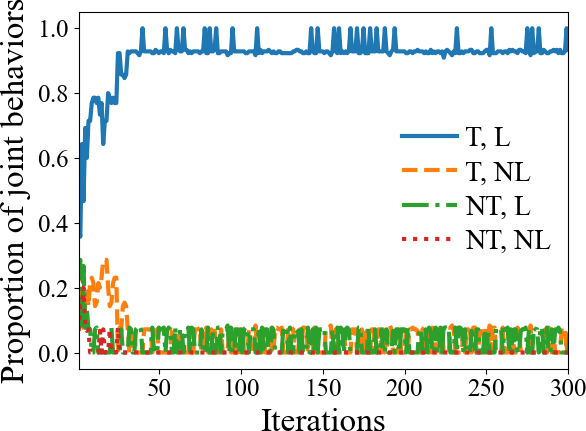 Proportion of joint behaviors
1.0
0.8
0.6
0.4
0.2
0.0
T, L
T, NL
NT, L
NT, NL
50
100
150
200
250
300
Iterations